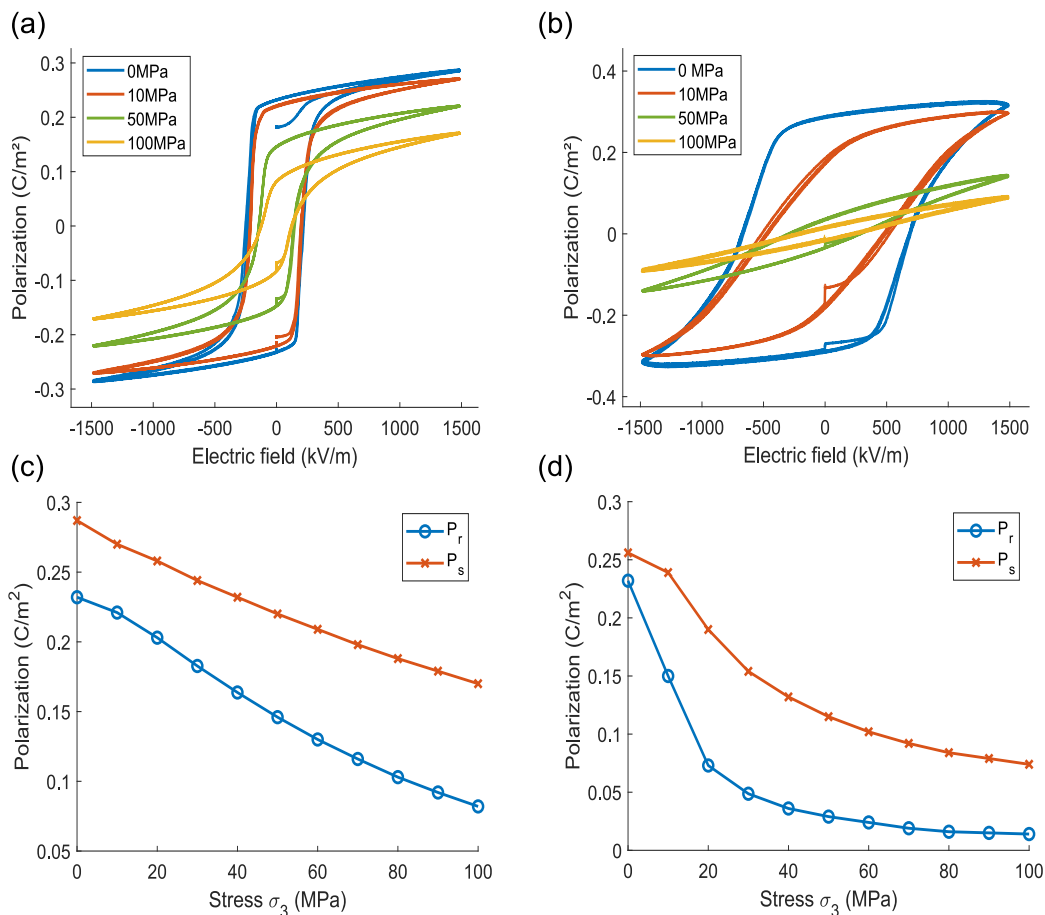 (a)
0.3
0.2
0.1
0
-0.1
-0.2
-0.3
Polarization (C/m²)
0MPa
10MPa
50MPa
100MPa
-1500 -1000 -500 0 500 1000 1500
Electric field (kV/m)
(b)
0.4
0.2
0
-0.2
-0.4
Polarization (C/m²)
0 MPa
10MPa
50MPa
100MPa
-1500 -1000 -500 0 500 1000 1500
Electric field (kV/m)
(c)
0.3
0.25
0.2
0.15
0.1
0.05
Polarization (C/m²)
Pr
Ps
0 20 40 60 80 100
Stress σ3 (MPa)
(d)
0.3
0.25
0.2
0.15
0.1
0.05
0
Polarization (C/m²)
Pr
Ps
0 20 40 60 80 100
Stress σ3 (MPa)